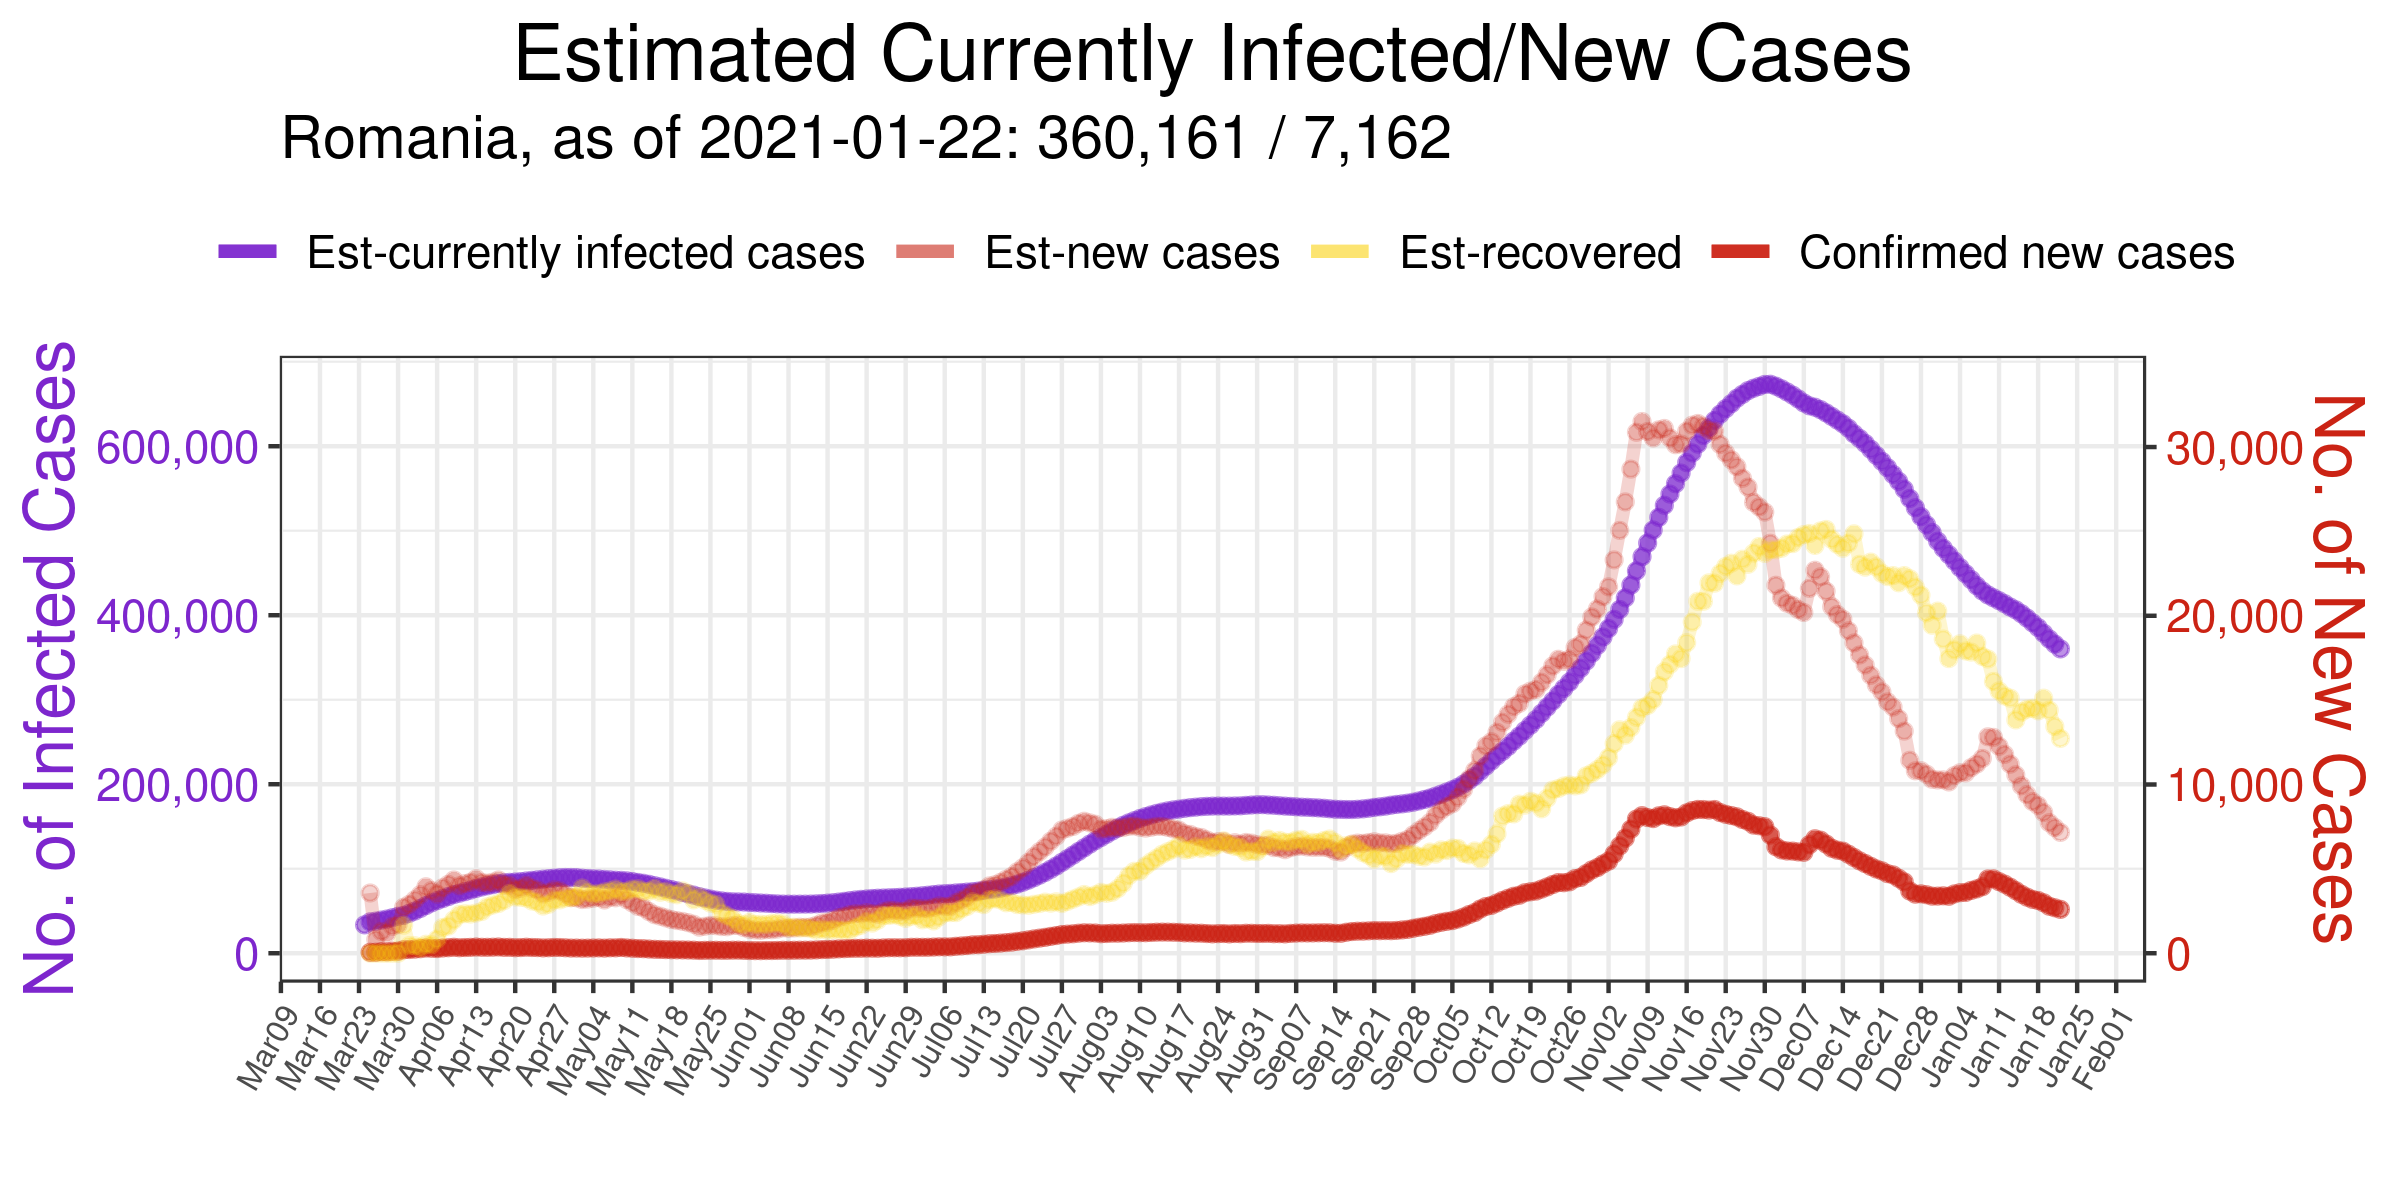 Estimated Currently Infected/New Cases
Romania, as of 2021-01-22: 360,161 / 7,162
Est-currently infected cases Est-new cases Est-recovered Confirmed new cases
No. of Infected Cases
600,000
400,000
200,000
0
30,000
20,000
10,000
0
No. of New Cases
Mar09 Mar16 Mar23 Mar30 Apr06 Apr13 Apr20 Apr27 May04 May11 May18 May25 Jun01 Jun08 Jun15 Jun22 Jun29 Jul06 Jul13 Jul20 Jul27 Aug03 Aug10 Aug17 Aug24 Aug31 Sep07 Sep14 Sep21 Sep28 Oct05 Oct12 Oct19 Oct26 Nov02 Nov09 Nov16 Nov23 Nov30 Dec07 Dec14 Dec21 Dec28 Jan04 Jan11 Jan18 Jan25 Feb01